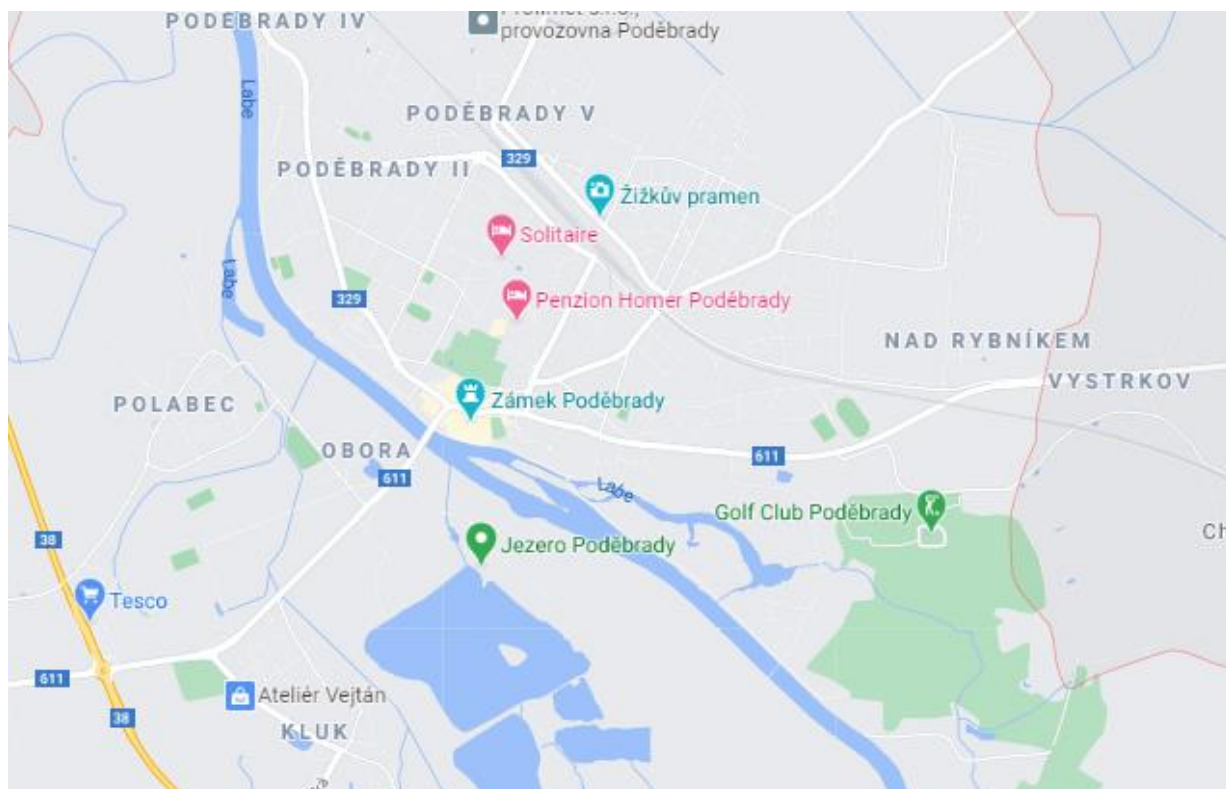 PODĚBRADY IV
provozovna Poděbrady
Labe
PODĚBRADY V
329
PODĚBRADY II
Žižkův pramen
Solitaire
Labe
329
Penzion Homer Poděbrady
NAD RYBNÍKEM
VYSTRKOV
POLABEC
Zámek Poděbrady
OBORA
611
611
Labe
Golf Club Poděbrady
Ch
38
Jezero Poděbrady
Tesco
611
Ateliér Vejtán
38
KLUK